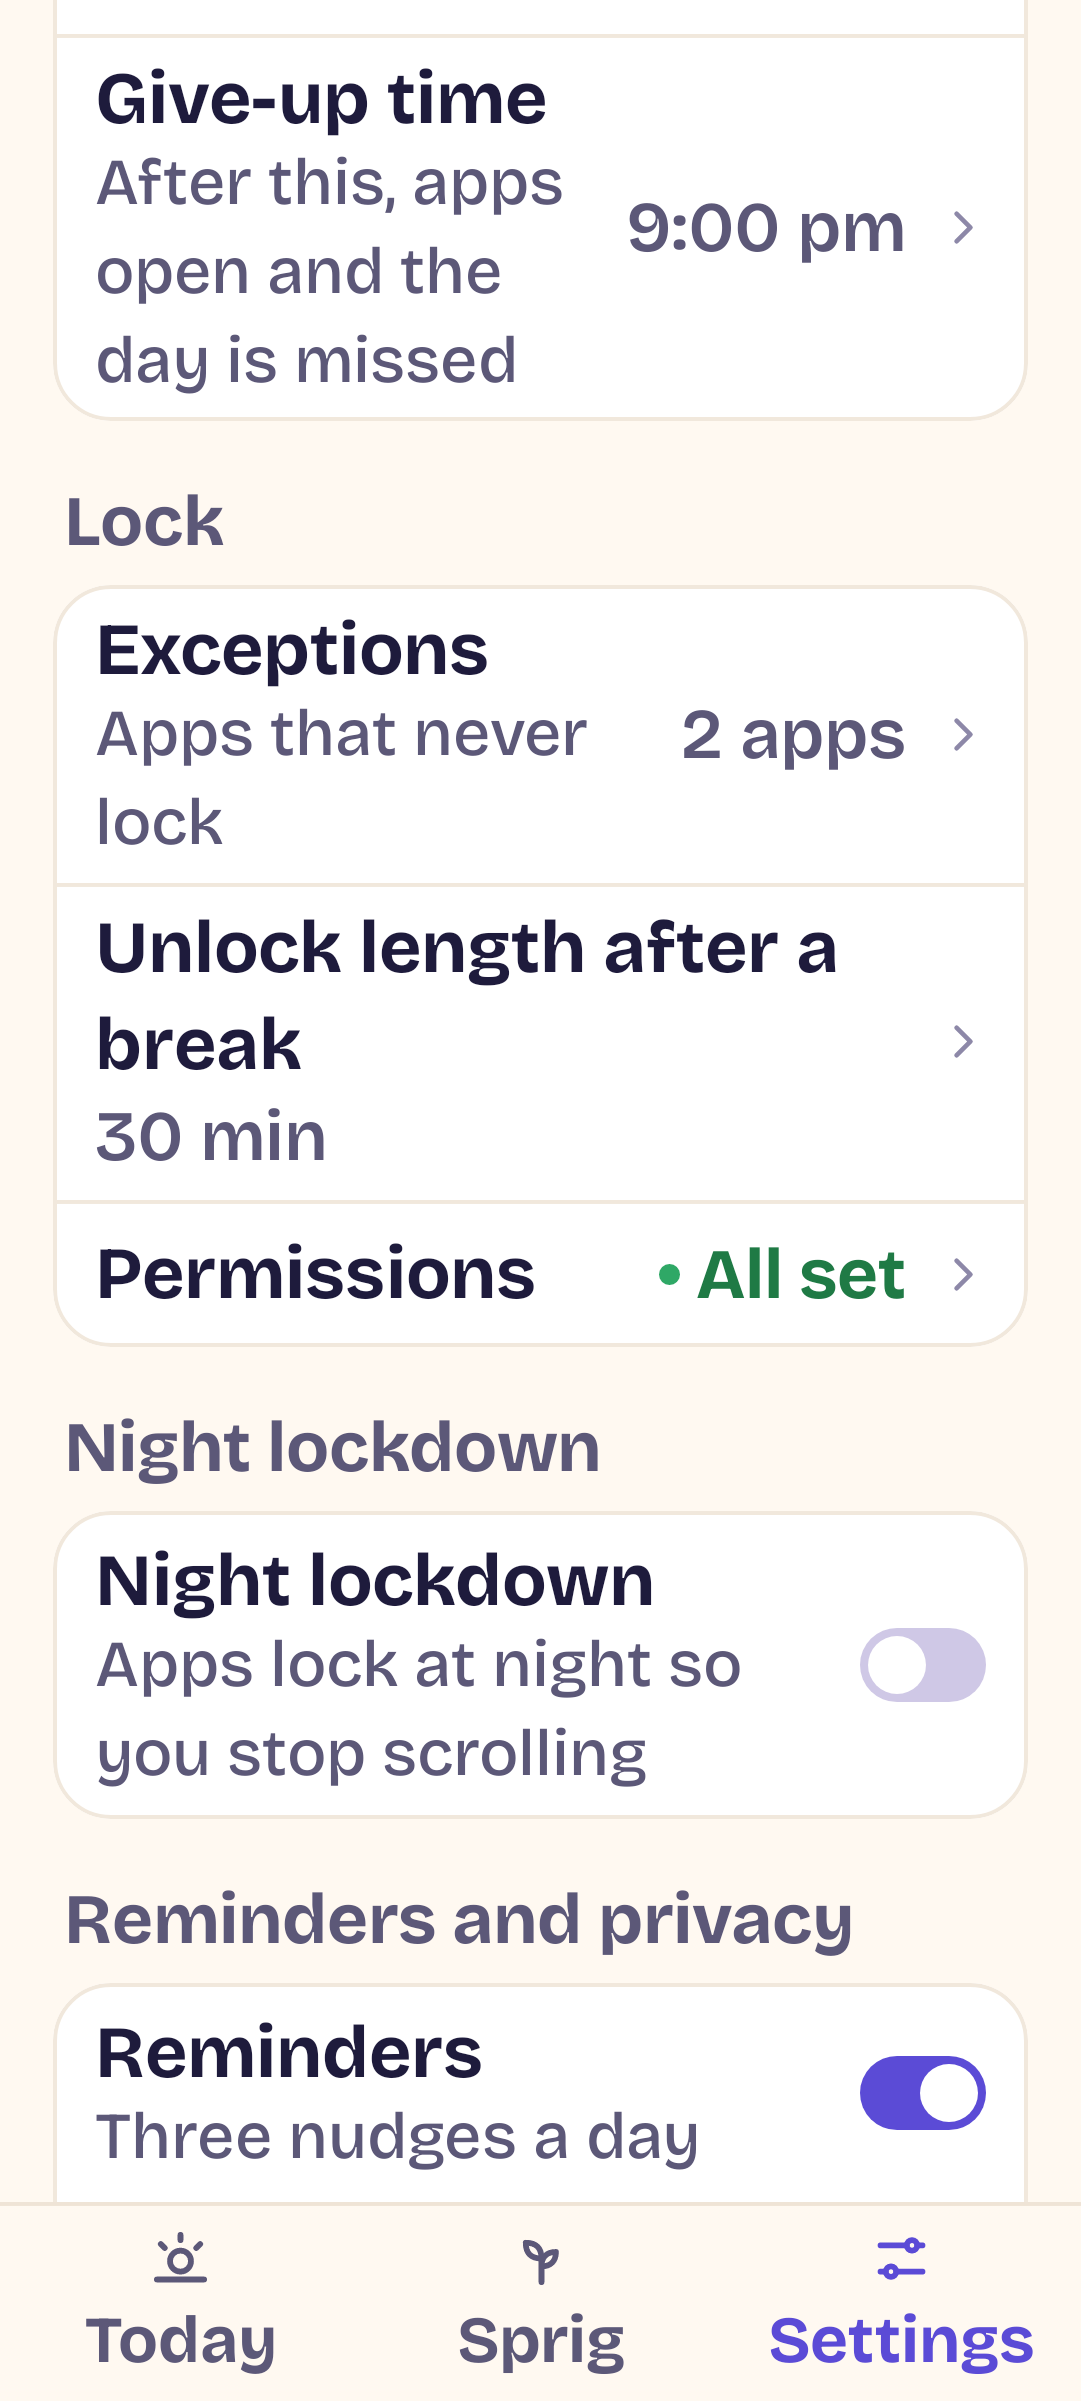 Give-up time
After this, apps
open and the
day is missed
9:00 pm
Lock
Exceptions
Apps that never
lock
2 apps
Unlock length after a
break
30 min
Permissions
All set
Night lockdown
Night lockdown
Apps lock at night so
you stop scrolling
Reminders and privacy
Reminders
Three nudges a day
Today
Sprig
Settings